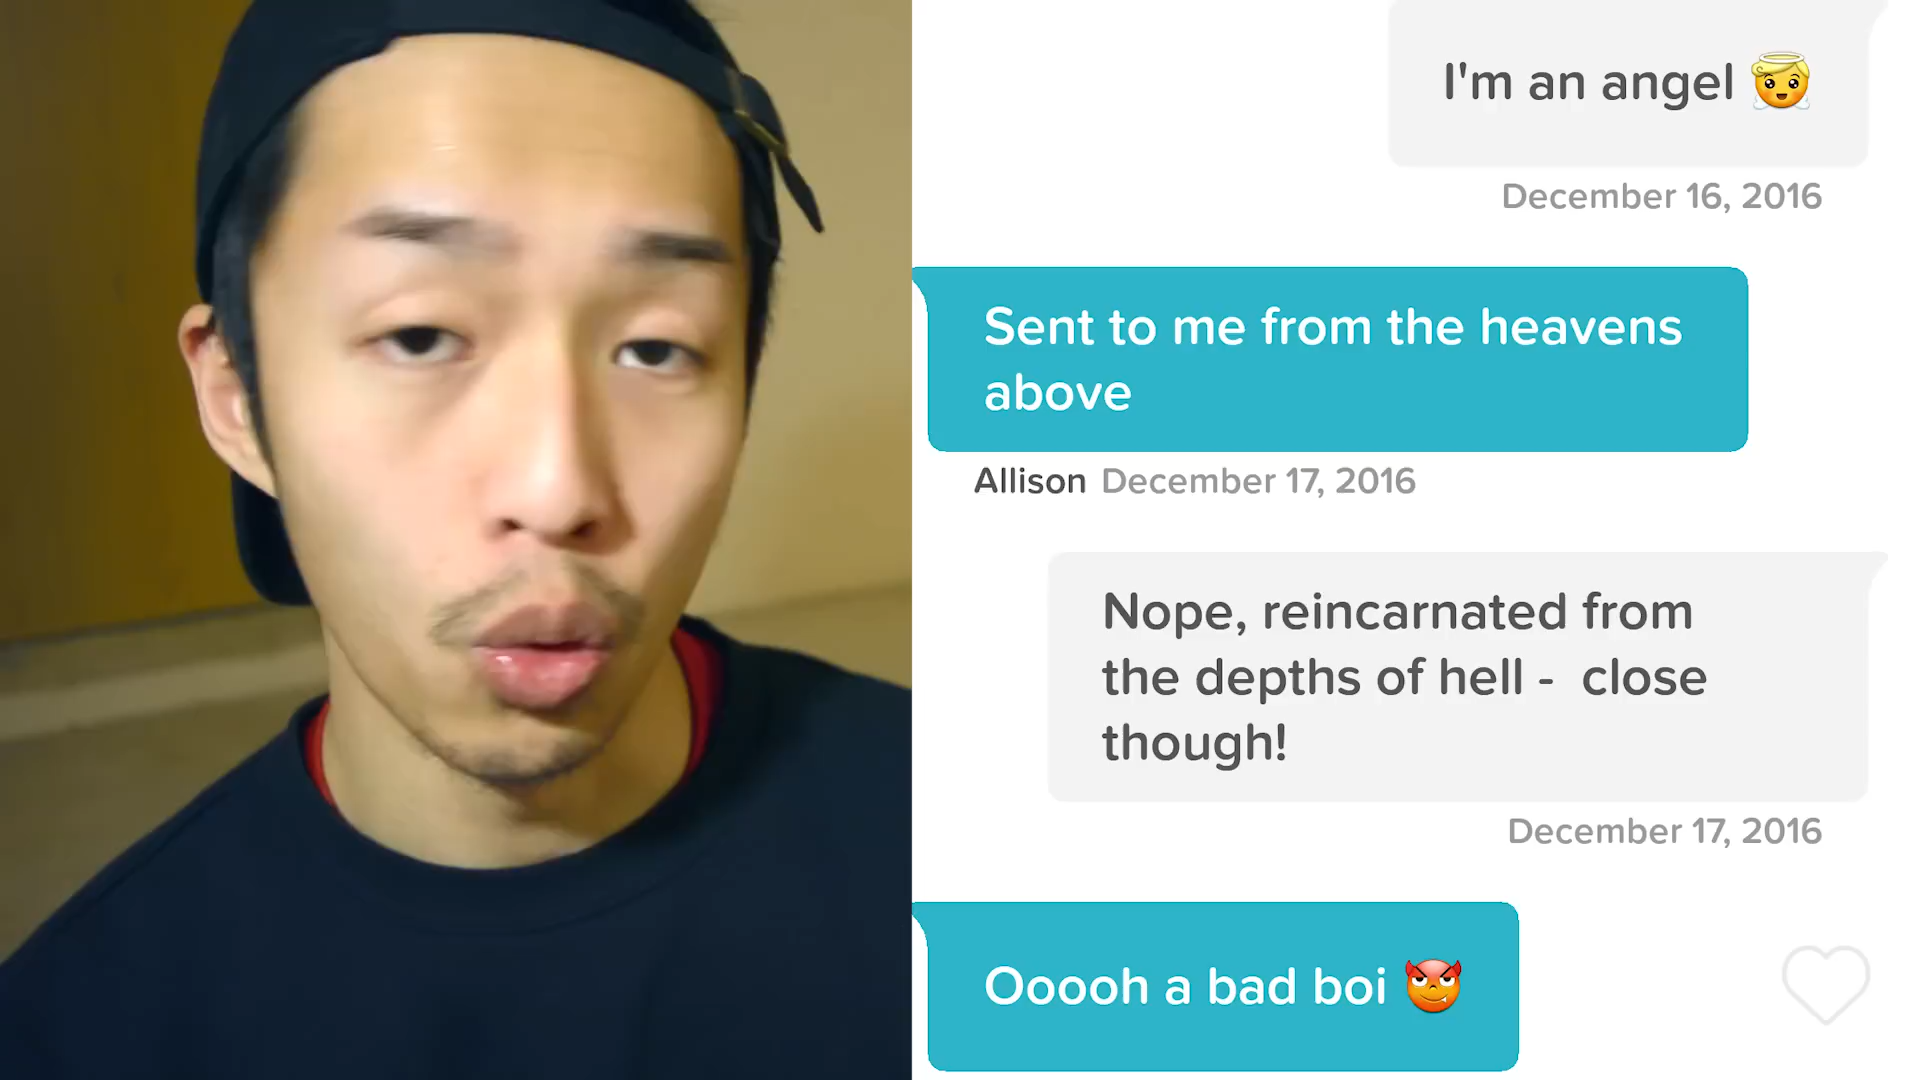 I'm an angel 😇
December 16, 2016
Sent to me from the heavens
above
Allison December 17, 2016
Nope, reincarnated from
the depths of hell -  close
though!
December 17, 2016
Ooooh a bad boi 😈